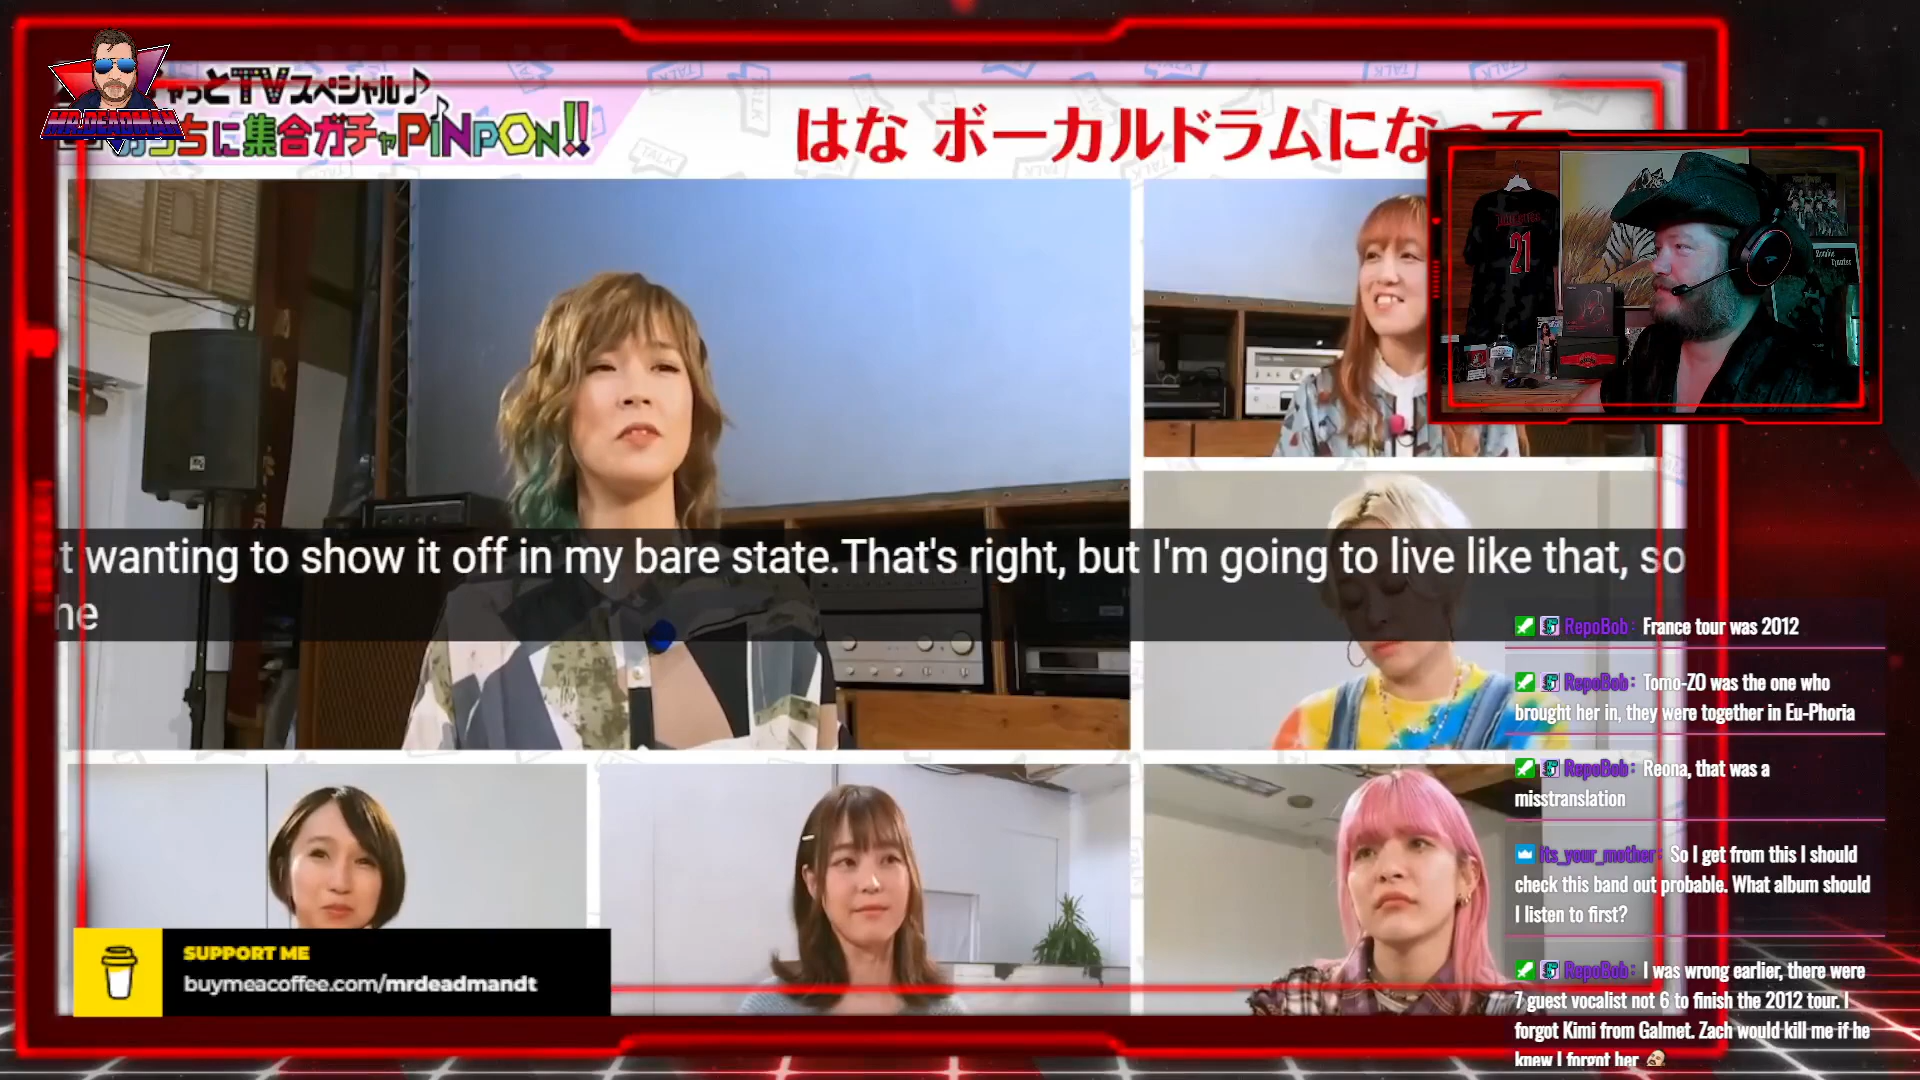 MR.DEADMAN
ャっとTVスペシャル♪
おうちに集合ガチャPiNPON!!
はな ボーカルドラムになって
21
t wanting to show it off in my bare state.That's right, but I'm going to live like that, so
ne
RepoBob: France tour was 2012
RepoBob: Tomo-ZO was the one who
brought her in, they were together in Eu-Phoria
RepoBob: Reona, that was a
misstranslation
Its_your_mother: So I get from this I should
check this band out probable. What album should
I listen to first?
RepoBob: I was wrong earlier, there were
7 guest vocalist not 6 to finish the 2012 tour. I
forgot Kimi from Galmet. Zach would kill me if he
knew I forgot her
SUPPORT ME
buymeacoffee.com/mrdeadmandt